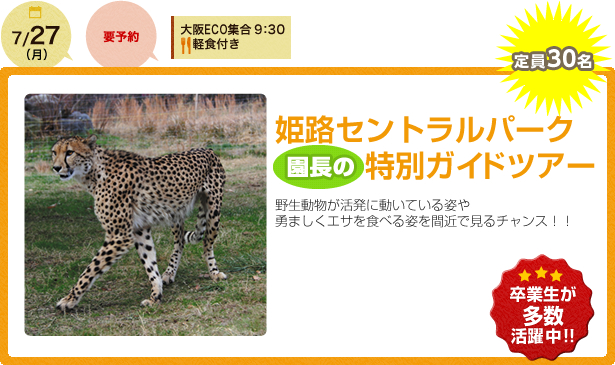 7/27
(月)
要予約
大阪ECO集合 9:30
軽食付き
定員30名
姫路セントラルパーク
園長の 特別ガイドツアー
野生動物が活発に動いている姿や
勇ましくエサを食べる姿を間近で見るチャンス！！
卒業生が
多数
活躍中!!